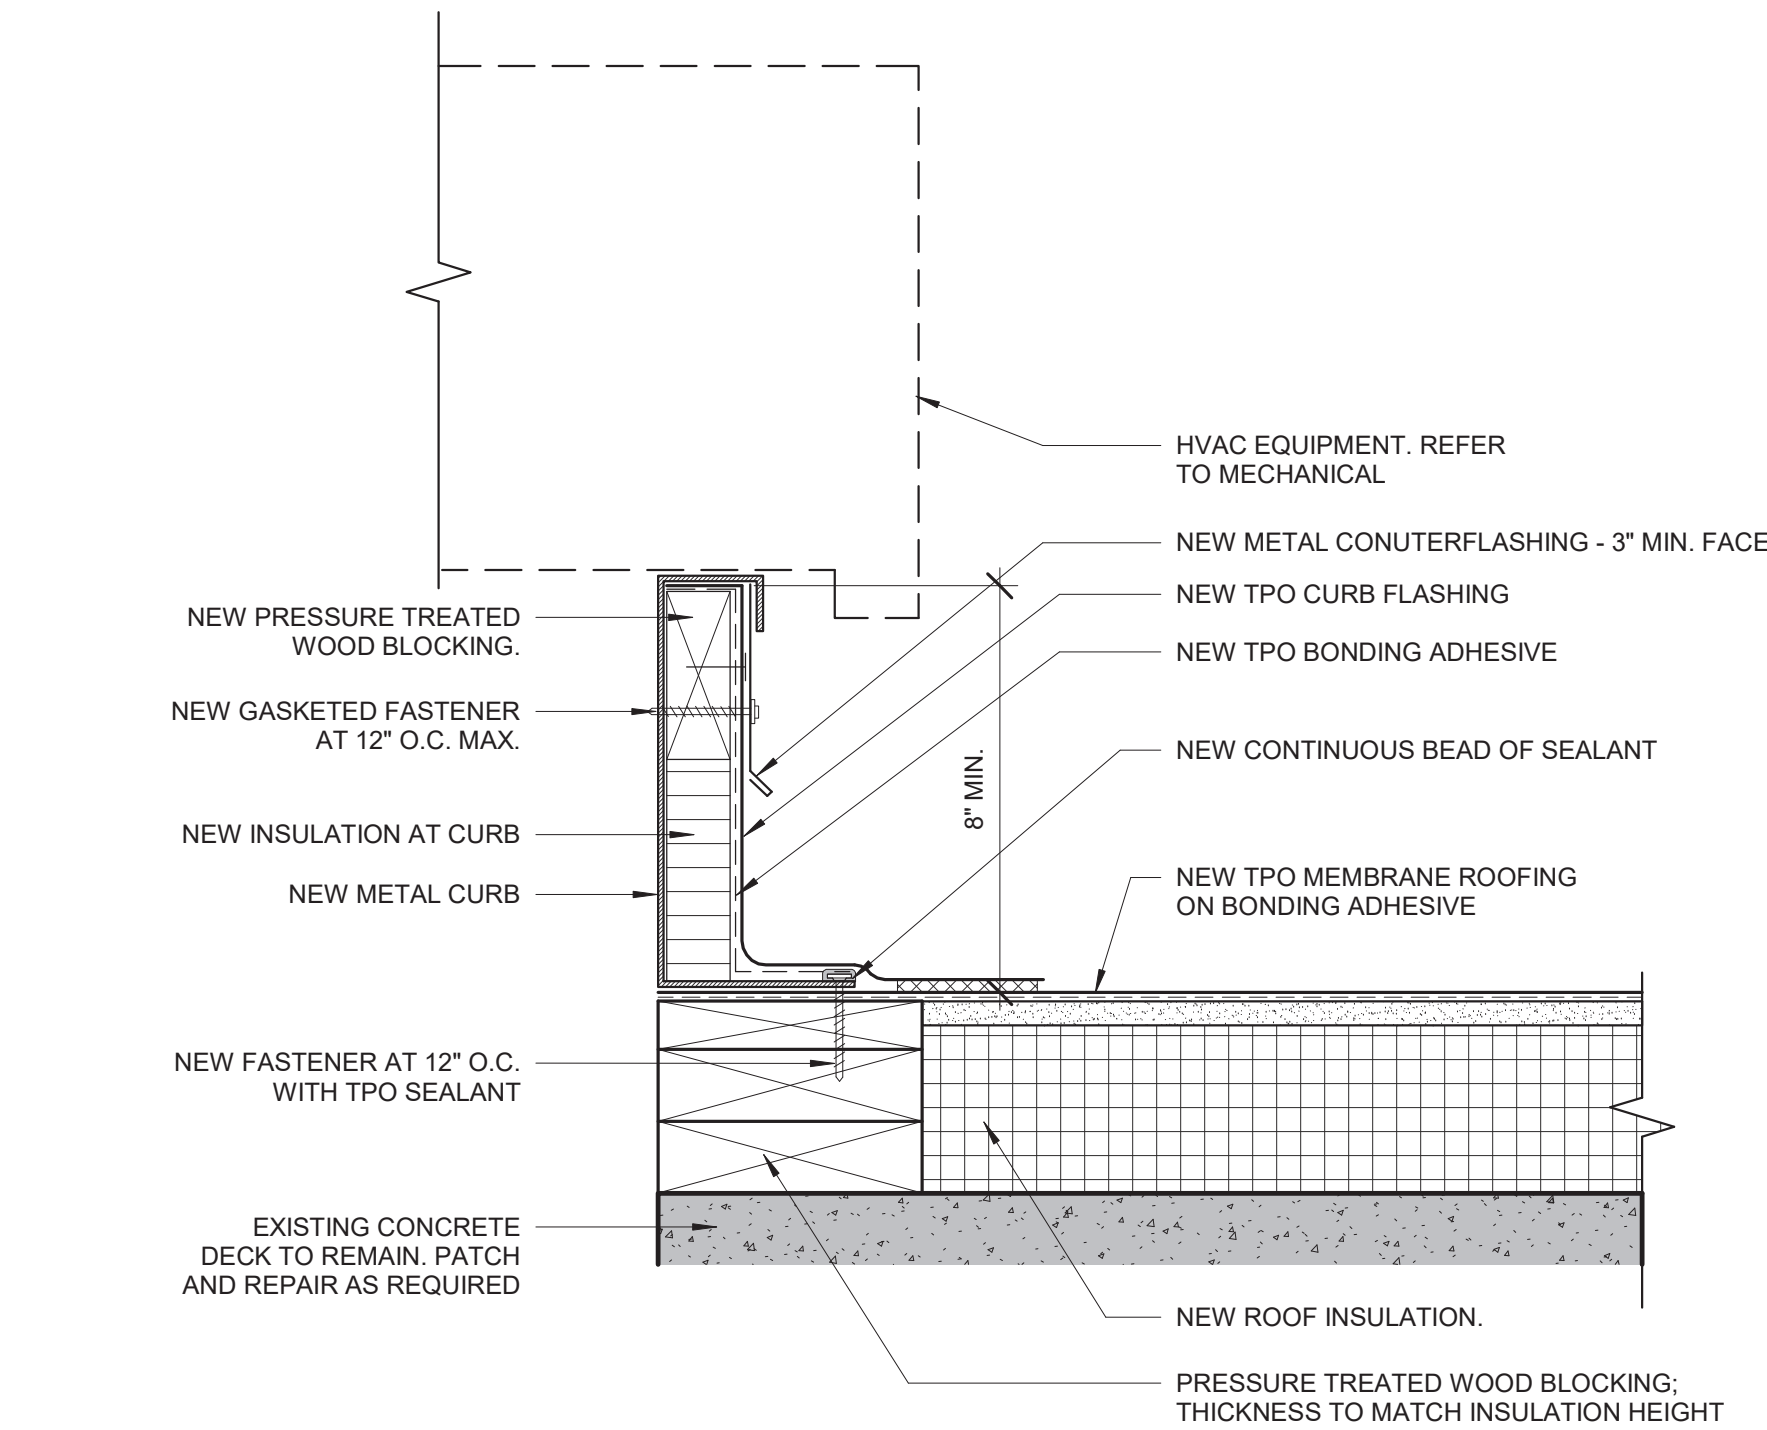 HVAC EQUIPMENT. REFER
TO MECHANICAL
NEW METAL CONUTERFLASHING - 3" MIN. FACE
NEW TPO CURB FLASHING
NEW TPO BONDING ADHESIVE
NEW CONTINUOUS BEAD OF SEALANT
8" MIN.
NEW TPO MEMBRANE ROOFING
ON BONDING ADHESIVE
NEW PRESSURE TREATED
WOOD BLOCKING.
NEW GASKETED FASTENER
AT 12" O.C. MAX.
NEW INSULATION AT CURB
NEW METAL CURB
NEW FASTENER AT 12" O.C.
WITH TPO SEALANT
EXISTING CONCRETE
DECK TO REMAIN. PATCH
AND REPAIR AS REQUIRED
NEW ROOF INSULATION.
PRESSURE TREATED WOOD BLOCKING;
THICKNESS TO MATCH INSULATION HEIGHT